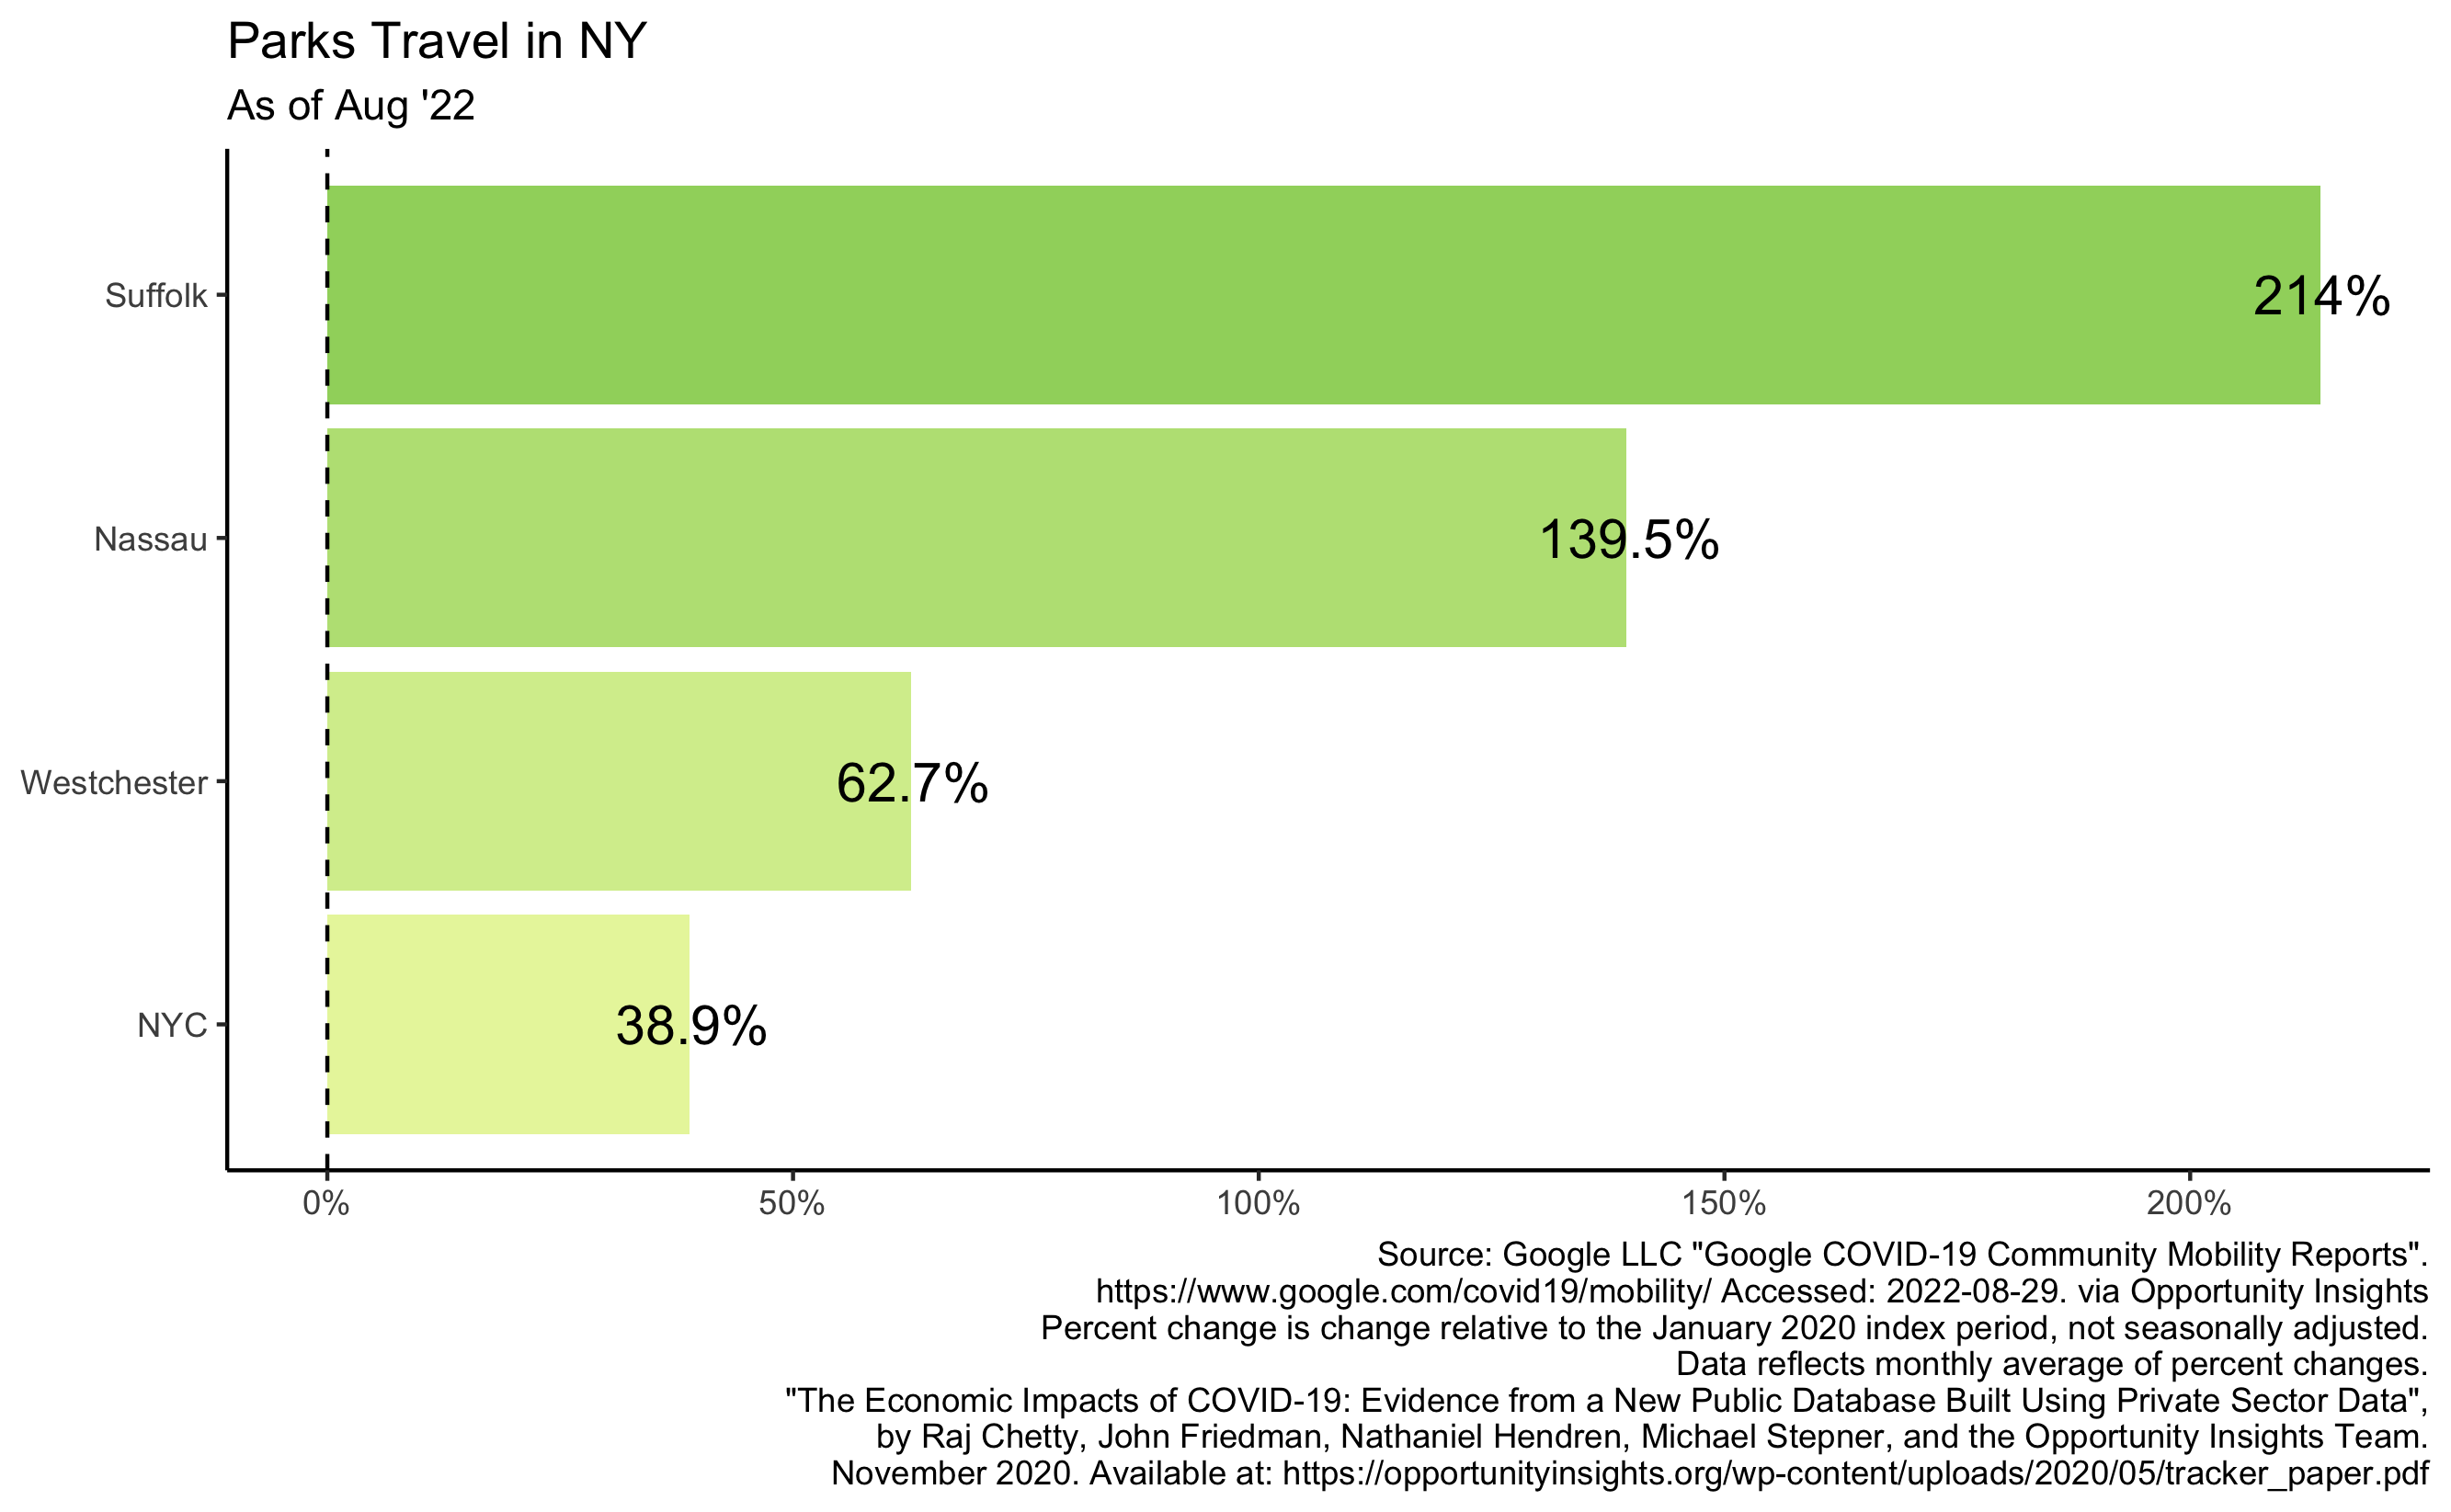 Parks Travel in NY
As of Aug '22
Suffolk
214%
Nassau
139.5%
Westchester
62.7%
NYC
38.9%
0%
50%
100%
150%
200%
Source: Google LLC "Google COVID-19 Community Mobility Reports".
https://www.google.com/covid19/mobility/ Accessed: 2022-08-29. via Opportunity Insights
Percent change is change relative to the January 2020 index period, not seasonally adjusted.
Data reflects monthly average of percent changes.
"The Economic Impacts of COVID-19: Evidence from a New Public Database Built Using Private Sector Data",
by Raj Chetty, John Friedman, Nathaniel Hendren, Michael Stepner, and the Opportunity Insights Team.
November 2020. Available at: https://opportunityinsights.org/wp-content/uploads/2020/05/tracker_paper.pdf